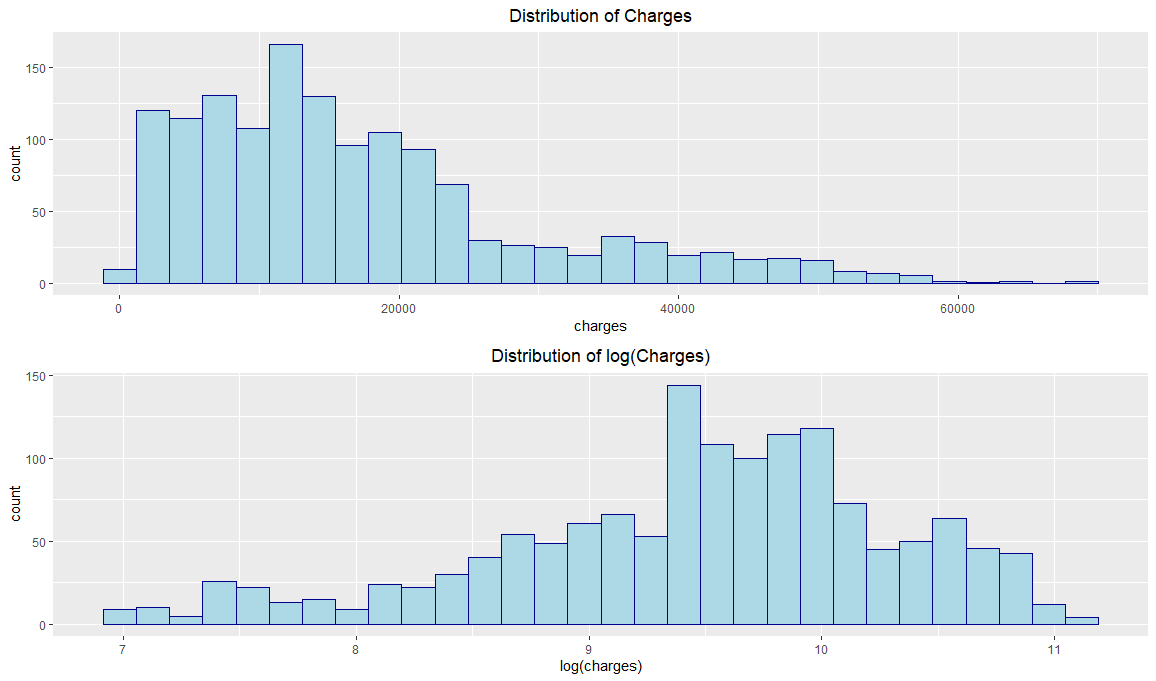 Distribution of Charges
150
100
50
0
count
0 20000 40000 60000
charges
Distribution of log(Charges)
150
100
50
0
count
7 8 9 10 11
log(charges)